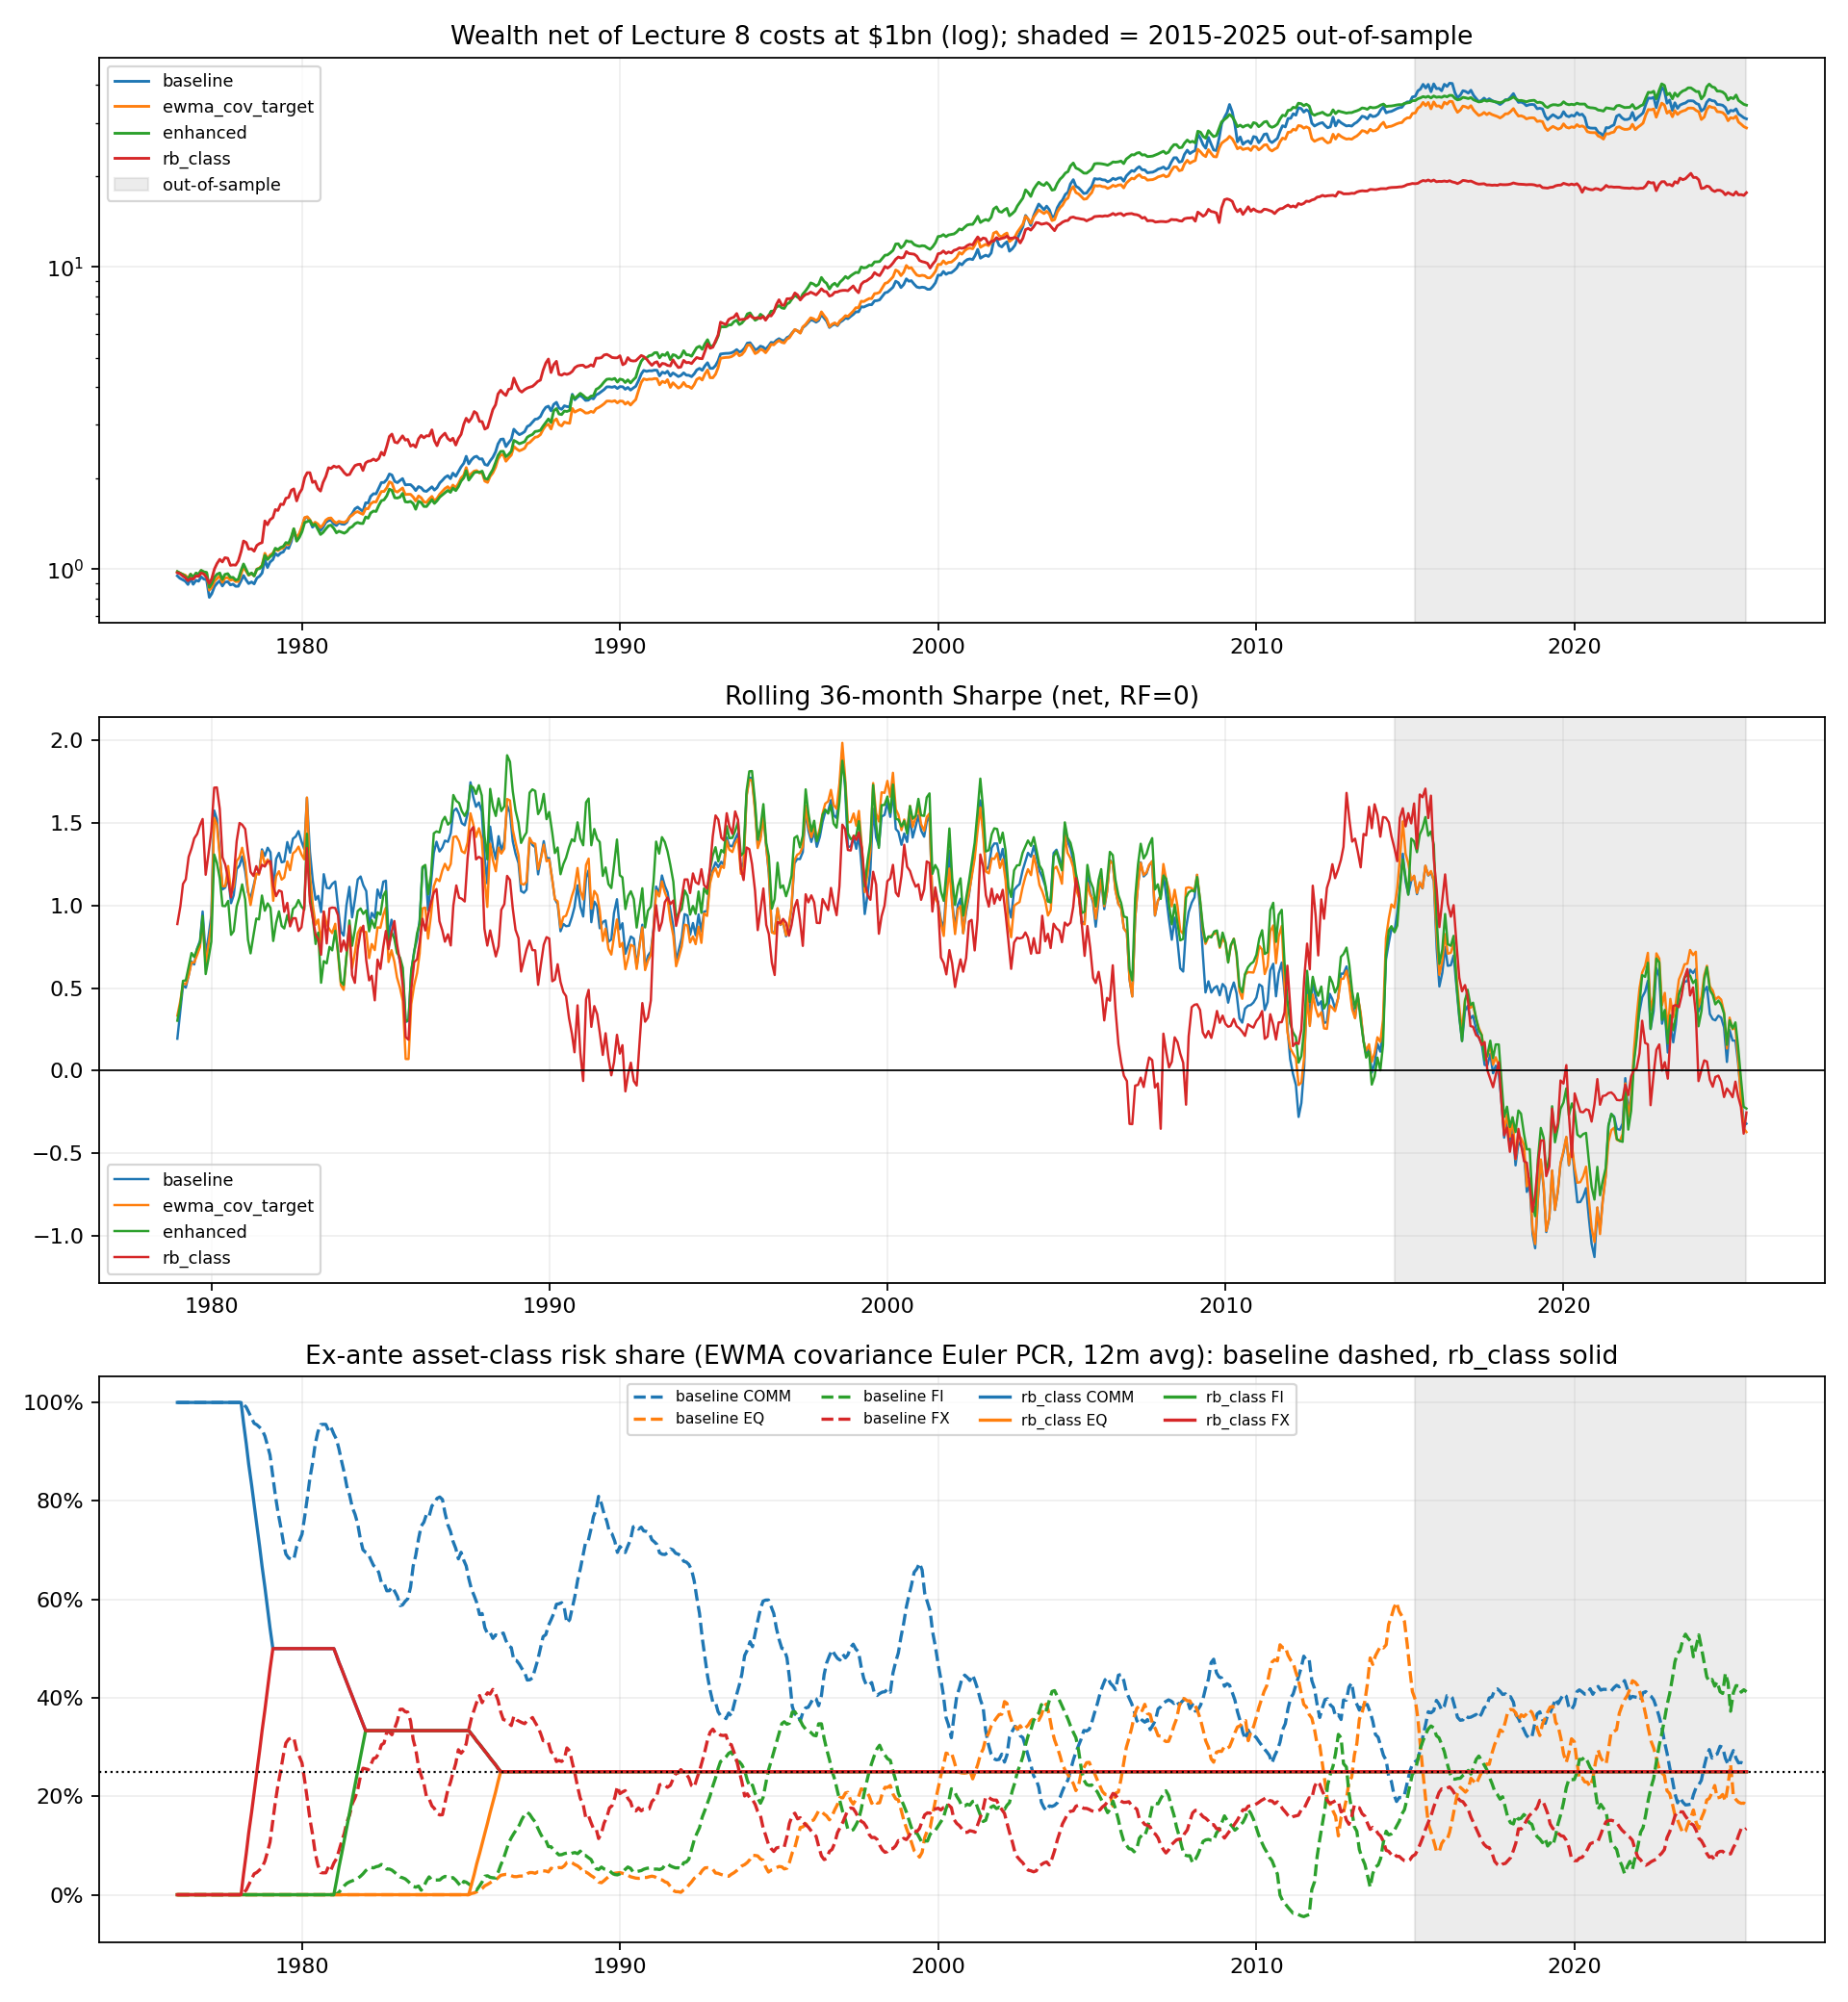 Wealth net of Lecture 8 costs at $1bn (log); shaded = 2015-2025 out-of-sample
baseline
ewma_cov_target
enhanced
rb_class
out-of-sample
10¹
10⁰
1980 1990 2000 2010 2020
Rolling 36-month Sharpe (net, RF=0)
2.0
1.5
1.0
0.5
0.0
−0.5
−1.0
baseline
ewma_cov_target
enhanced
rb_class
1980 1990 2000 2010 2020
Ex-ante asset-class risk share (EWMA covariance Euler PCR, 12m avg): baseline dashed, rb_class solid
baseline COMM baseline FI rb_class COMM rb_class FI
baseline EQ baseline FX rb_class EQ rb_class FX
100%
80%
60%
40%
20%
0%
1980 1990 2000 2010 2020